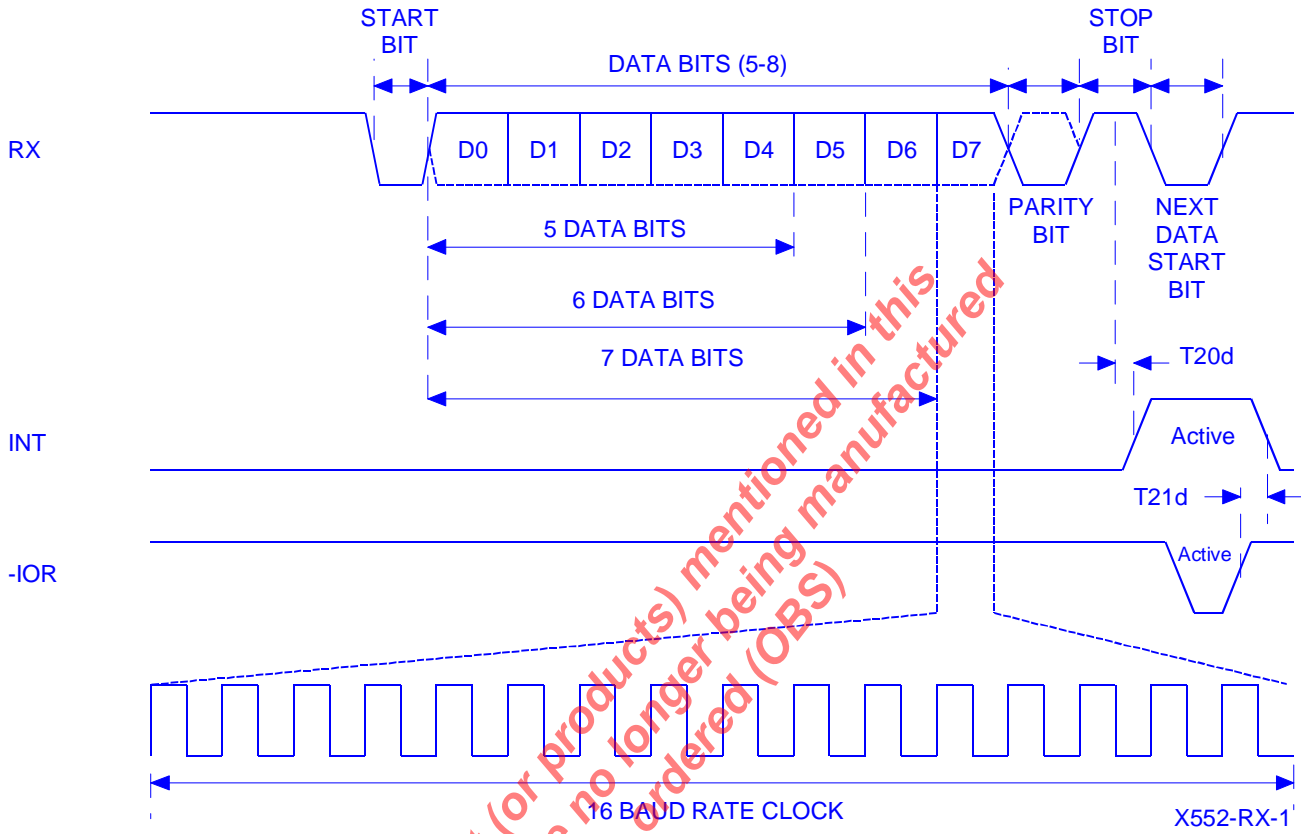 START
BIT
STOP
BIT
DATA BITS (5-8)
RX
D0
D1
D2
D3
D4
D5
D6
D7
PARITY
BIT
NEXT
DATA
START
BIT
5 DATA BITS
6 DATA BITS
7 DATA BITS
T20d
INT
Active
T21d
-IOR
Active
16 BAUD RATE CLOCK
X552-RX-1
(or products) mentioned in this
no longer being manufactured
ordered (OBS)